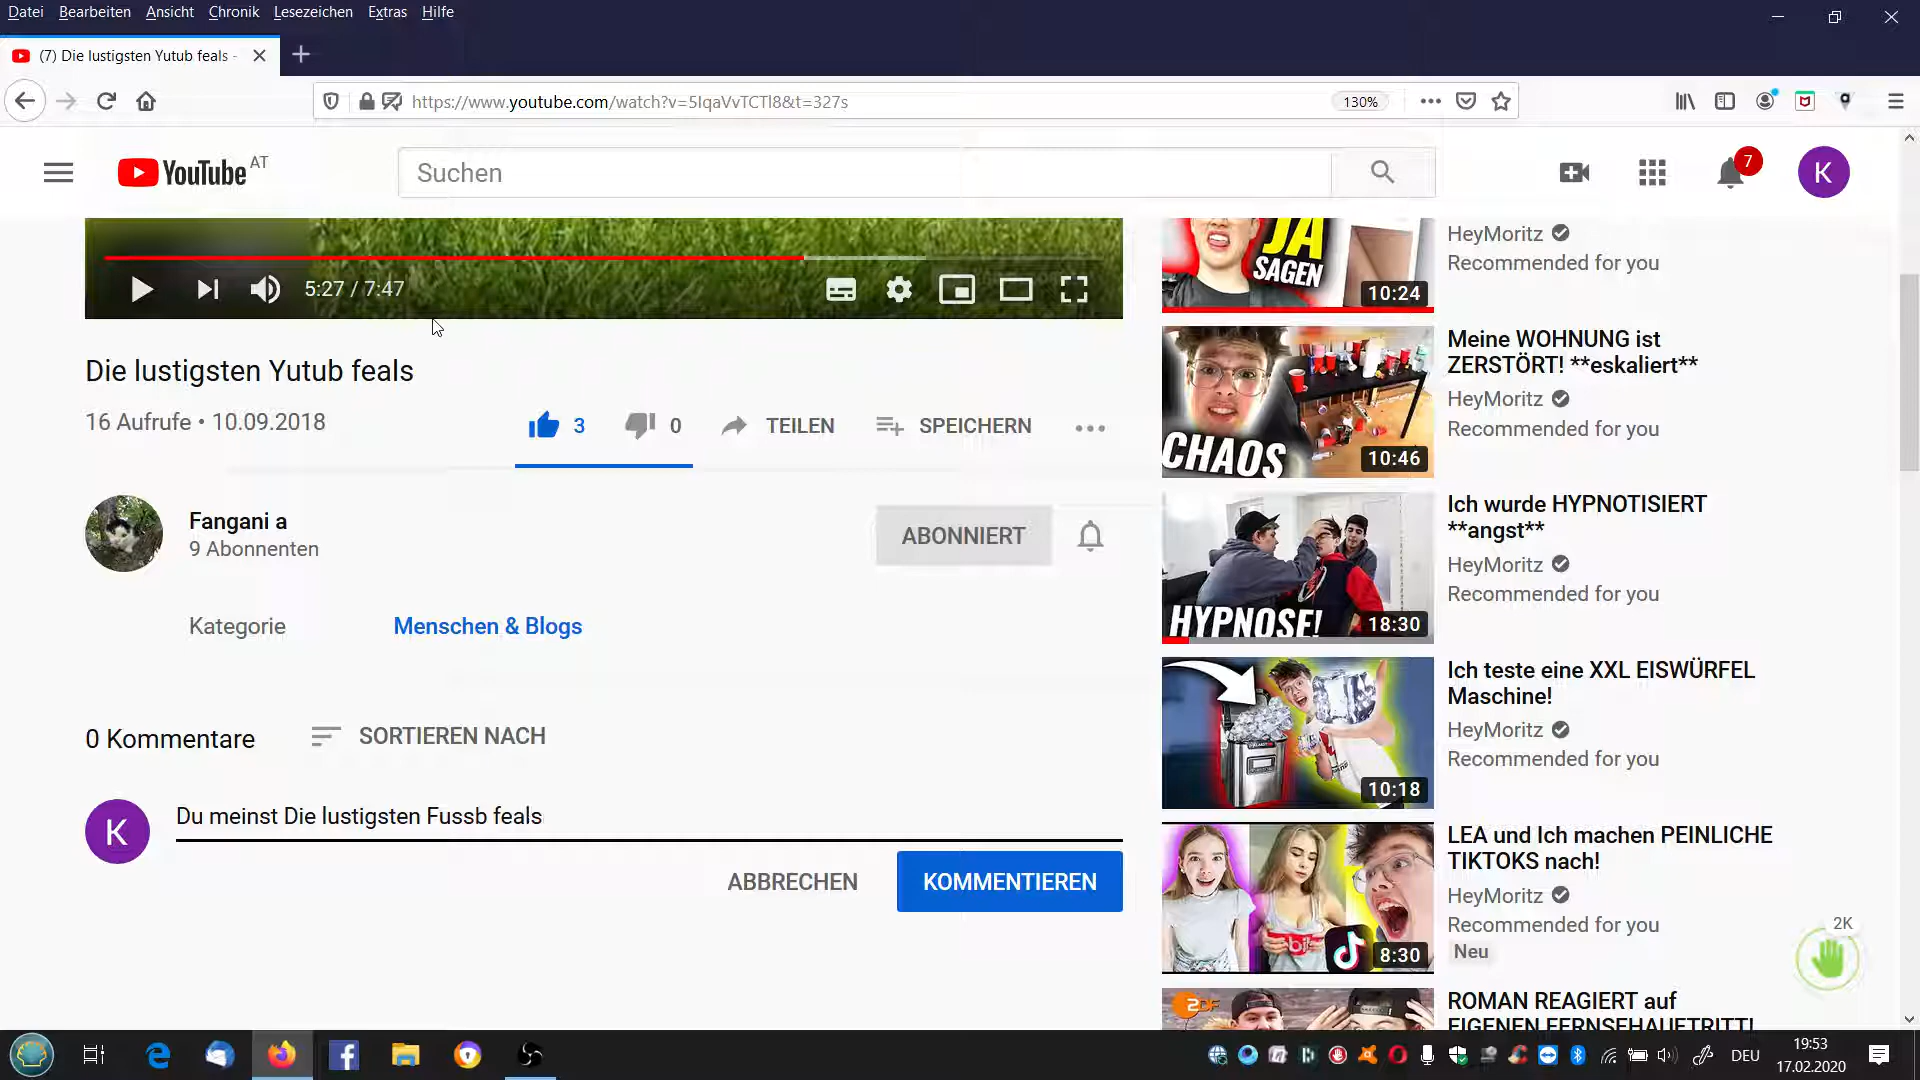 Datei Bearbeiten Ansicht Chronik Lesezeichen Extras Hilfe
(7) Die lustigsten Yutub feals -
https://www.youtube.com/watch?v=5IqaVvTCTl8&t=327s
130%
YouTube AT
Suchen
7
K
5:27 / 7:47
Die lustigsten Yutub feals
16 Aufrufe • 10.09.2018
3
0
TEILEN
SPEICHERN
Fangani a
9 Abonnenten
ABONNIERT
Kategorie
Menschen & Blogs
0 Kommentare
SORTIEREN NACH
K
Du meinst Die lustigsten Fussb feals
ABBRECHEN
KOMMENTIEREN
JA
SAGEN
10:24
HeyMoritz
Recommended for you
CHAOS
10:46
Meine WOHNUNG ist
ZERSTÖRT! **eskaliert**
HeyMoritz
Recommended for you
HYPNOSE!
18:30
Ich wurde HYPNOTISIERT
**angst**
HeyMoritz
Recommended for you
10:18
Ich teste eine XXL EISWÜRFEL
Maschine!
HeyMoritz
Recommended for you
8:30
LEA und Ich machen PEINLICHE
TIKTOKS nach!
HeyMoritz
Recommended for you
Neu
2K
ZDF
ROMAN REAGIERT auf
EIGENEN FERNSEHAUFTRITT!
DEU
19:53
17.02.2020